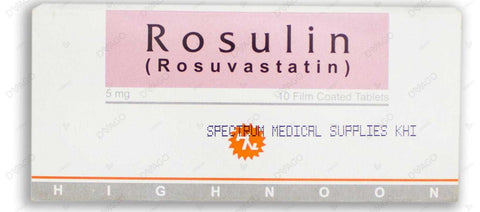 Rosulin
(Rosuvastatin)
5 mg
10 Film Coated Tablets
SPECTRUM MEDICAL SUPPLIES KHI
HIGHNOON